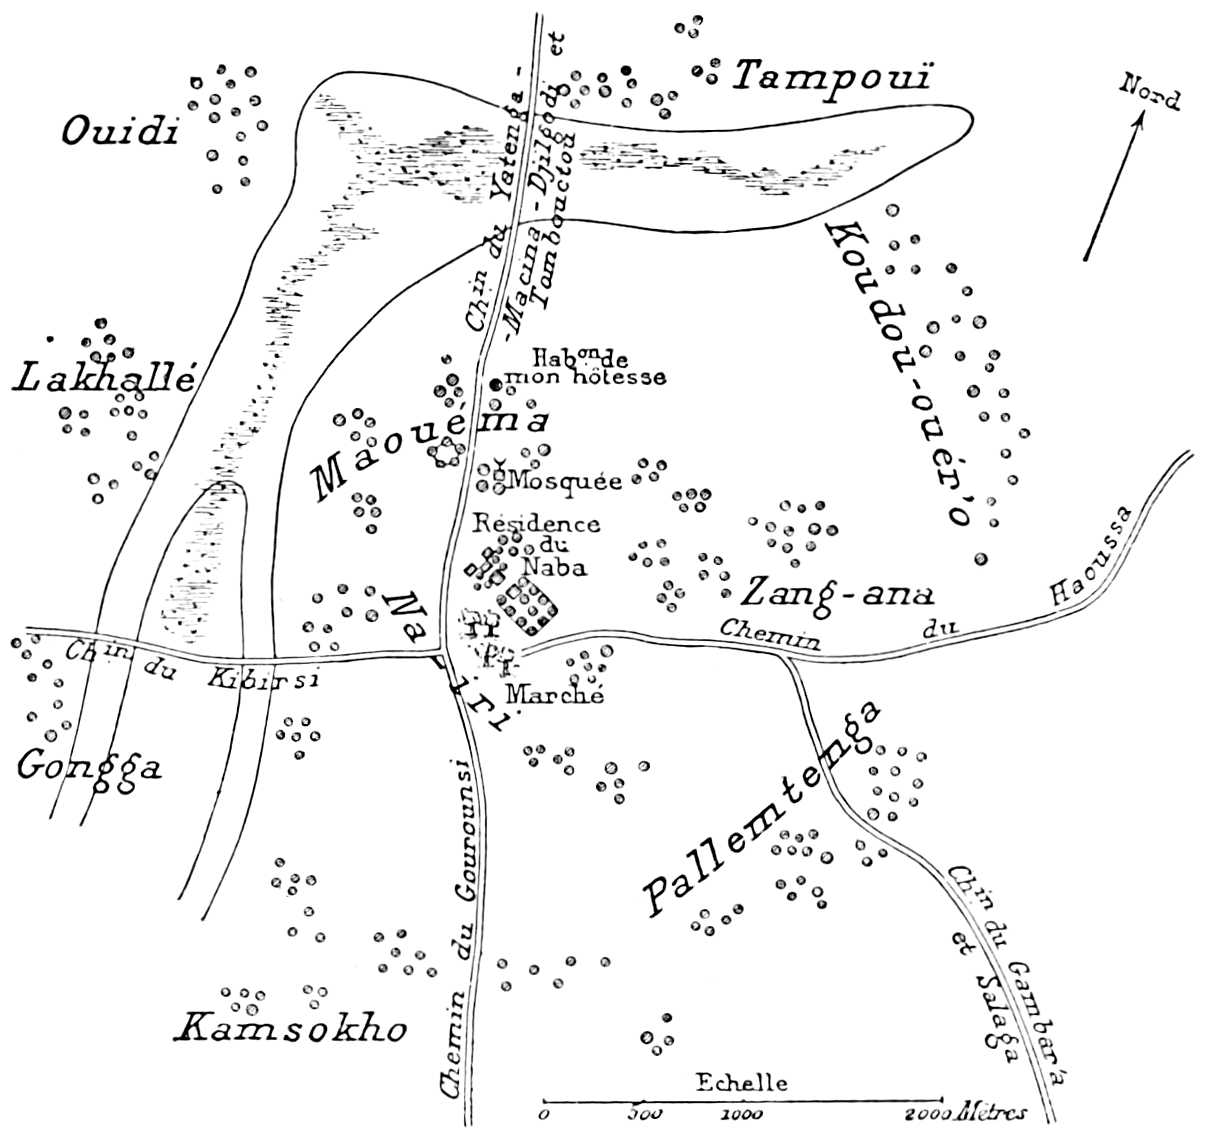 Tampouï
Nord
Ouidi
Chin du Yatenga-
-Macina-Djilgodi et
Tombouctou
Koudou-ouér'o
Lakhallé
Habon de
mon hôtesse
Maouéma
Mosquée
Résidence
du
Naba
Na-iri
Zang-ana
Chemin du Haoussa
Chin du Kibirsi
Marché
Gongga
Pallemtenga
Chemin du Gourounsi
Chin du Gambar'a
et Salaga
Kamsokho
Echelle
0 500 1000 2000 Mètres